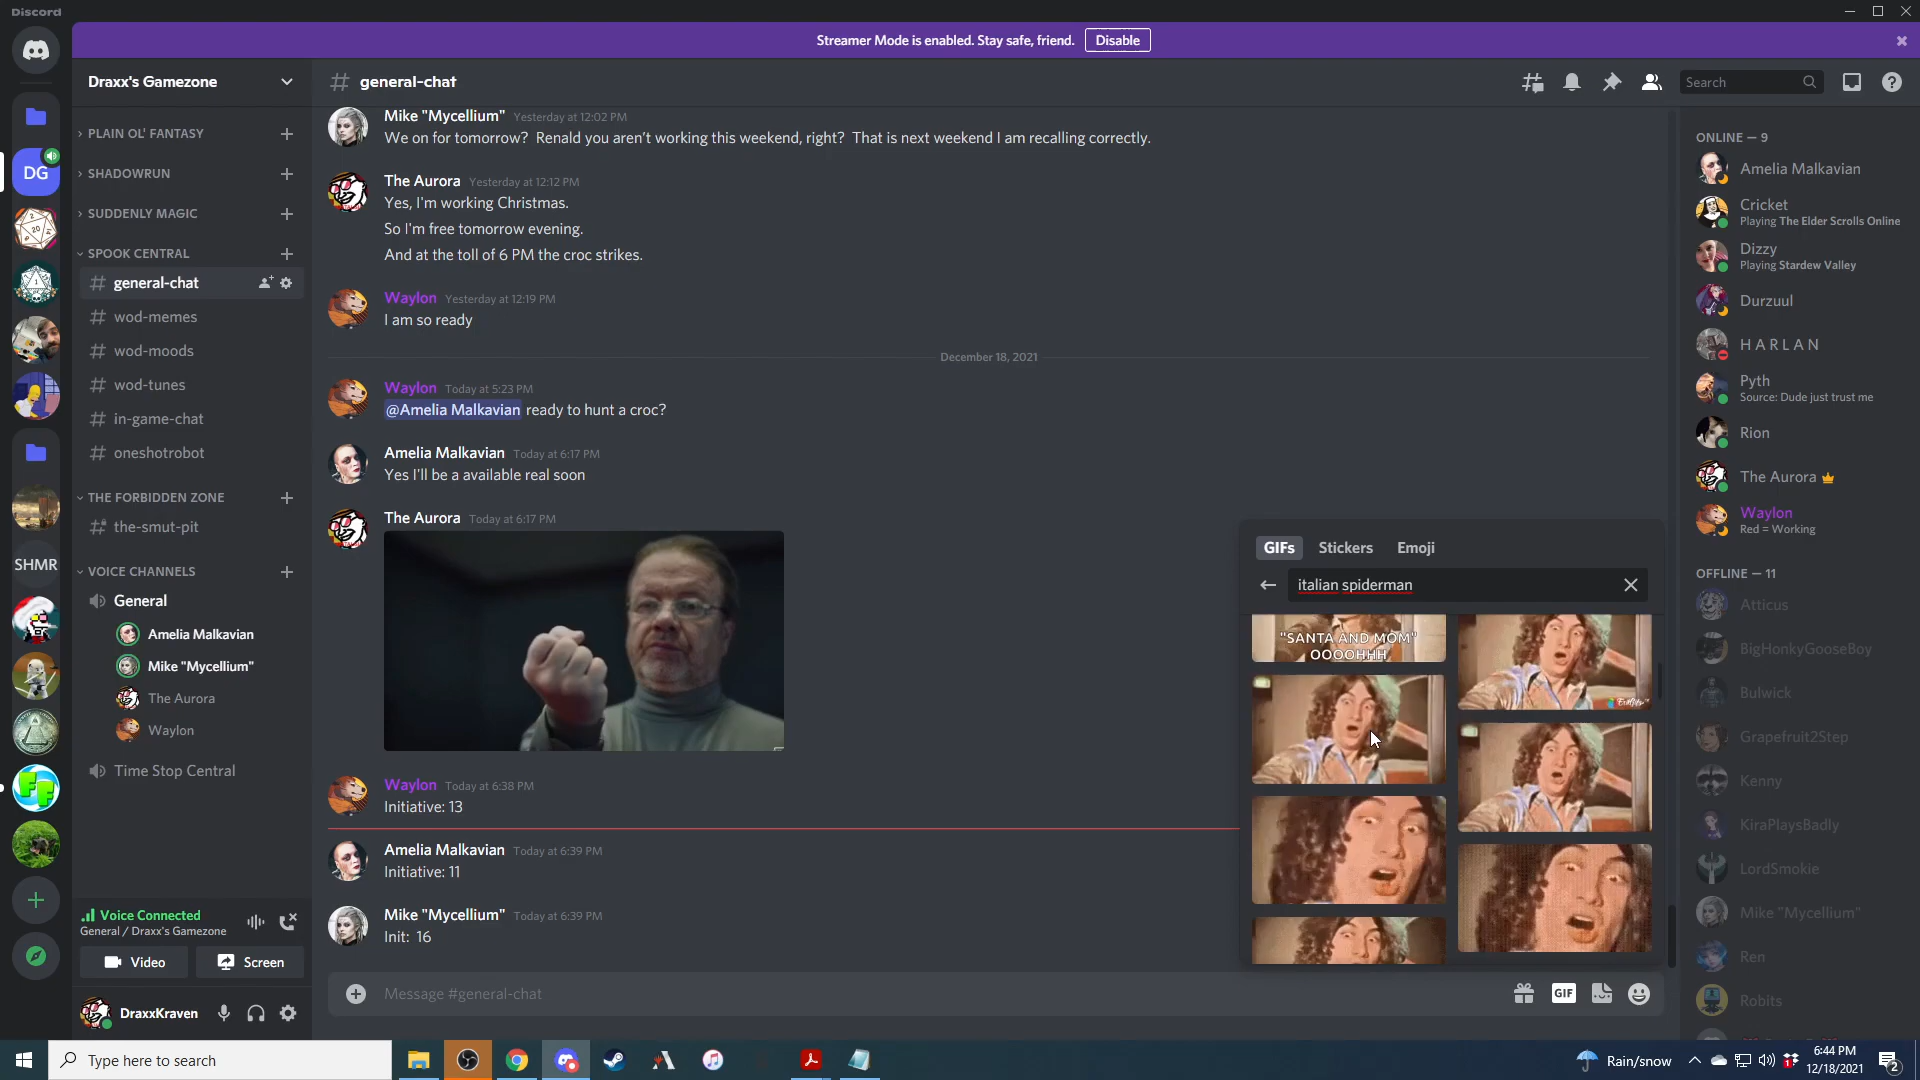 Discord
Streamer Mode is enabled. Stay safe, friend.
Disable
Draxx's Gamezone
general-chat
Search
PLAIN OL' FANTASY
SHADOWRUN
DG
SUDDENLY MAGIC
SPOOK CENTRAL
general-chat
wod-memes
wod-moods
wod-tunes
in-game-chat
oneshotrobot
THE FORBIDDEN ZONE
the-smut-pit
SHMR
VOICE CHANNELS
General
Amelia Malkavian
Mike "Mycellium"
The Aurora
Waylon
Time Stop Central
FF
Voice Connected
General / Draxx's Gamezone
Video
Screen
DraxxKraven
Mike "Mycellium" Yesterday at 12:02 PM
We on for tomorrow? Renald you aren't working this weekend, right? That is next weekend I am recalling correctly.
The Aurora Yesterday at 12:12 PM
Yes, I'm working Christmas.
So I'm free tomorrow evening.
And at the toll of 6 PM the croc strikes.
Waylon Yesterday at 12:19 PM
I am so ready
December 18, 2021
Waylon Today at 5:23 PM
@Amelia Malkavian ready to hunt a croc?
Amelia Malkavian Today at 6:17 PM
Yes I'll be a available real soon
The Aurora Today at 6:17 PM
Waylon Today at 6:38 PM
Initiative: 13
Amelia Malkavian Today at 6:39 PM
Initiative: 11
Mike "Mycellium" Today at 6:39 PM
Init: 16
Message #general-chat
GIF
GIFs Stickers Emoji
italian spiderman
"SANTA AND MOM"
OOOOHHH
ONLINE — 9
Amelia Malkavian
Cricket
Playing The Elder Scrolls Online
Dizzy
Playing Stardew Valley
Durzuul
H A R L A N
Pyth
Source: Dude just trust me
Rion
The Aurora
Waylon
Red = Working
OFFLINE — 11
Atticus
BigHonkyGooseBoy
Bulwick
Grapefruit2Step
Kenny
KiraPlaysBadly
LordSmokie
Mike "Mycellium"
Ren
Robits
Type here to search
Rain/snow
6:44 PM
12/18/2021
2